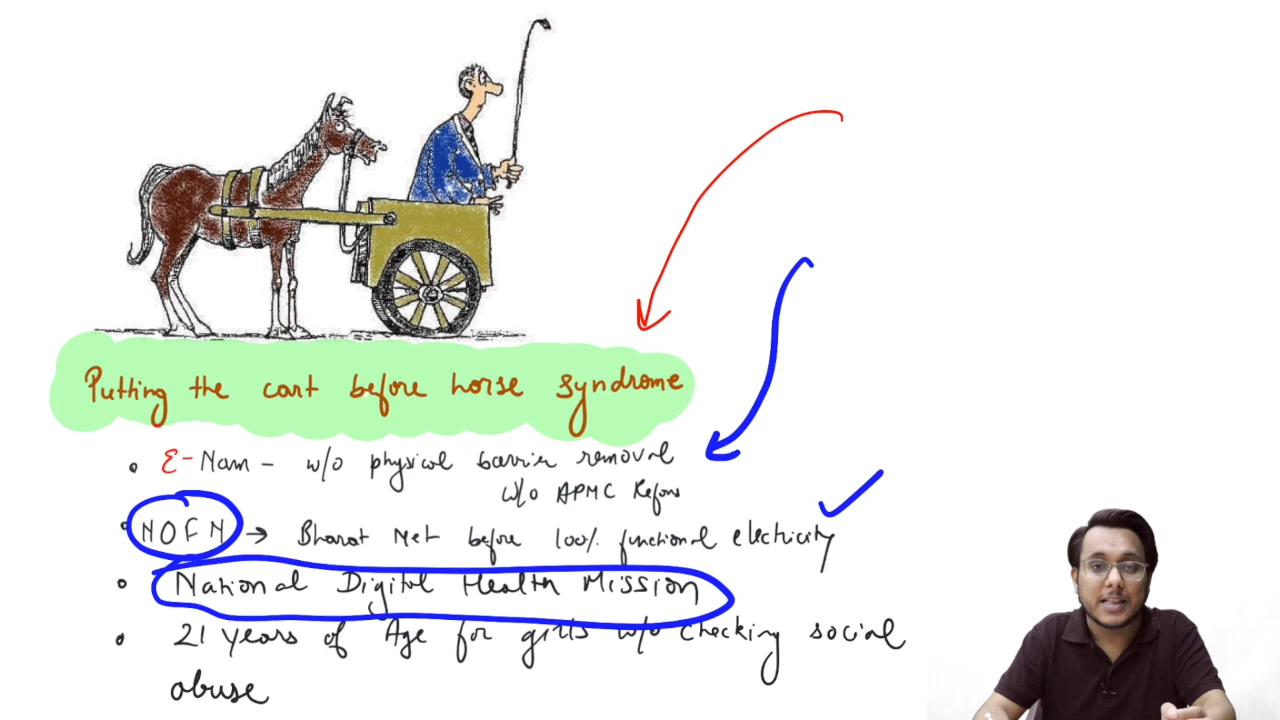 Putting the cart before horse syndrome
• E-Nam - w/o physical barrier removal
w/o APMC Reforms
• NOFN → Bharat Net before 100% functional electricity
• National Digital Health Mission
• 21 years of Age for girls w/o checking social
abuse